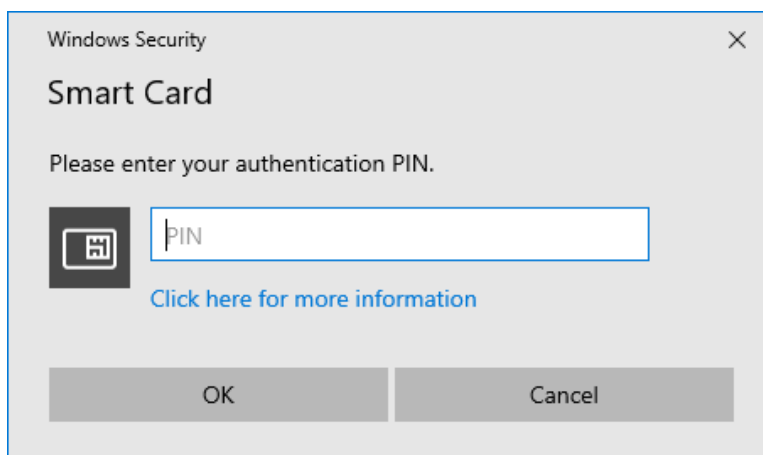 Windows Security
Smart Card
Please enter your authentication PIN.
PIN
Click here for more information
OK
Cancel